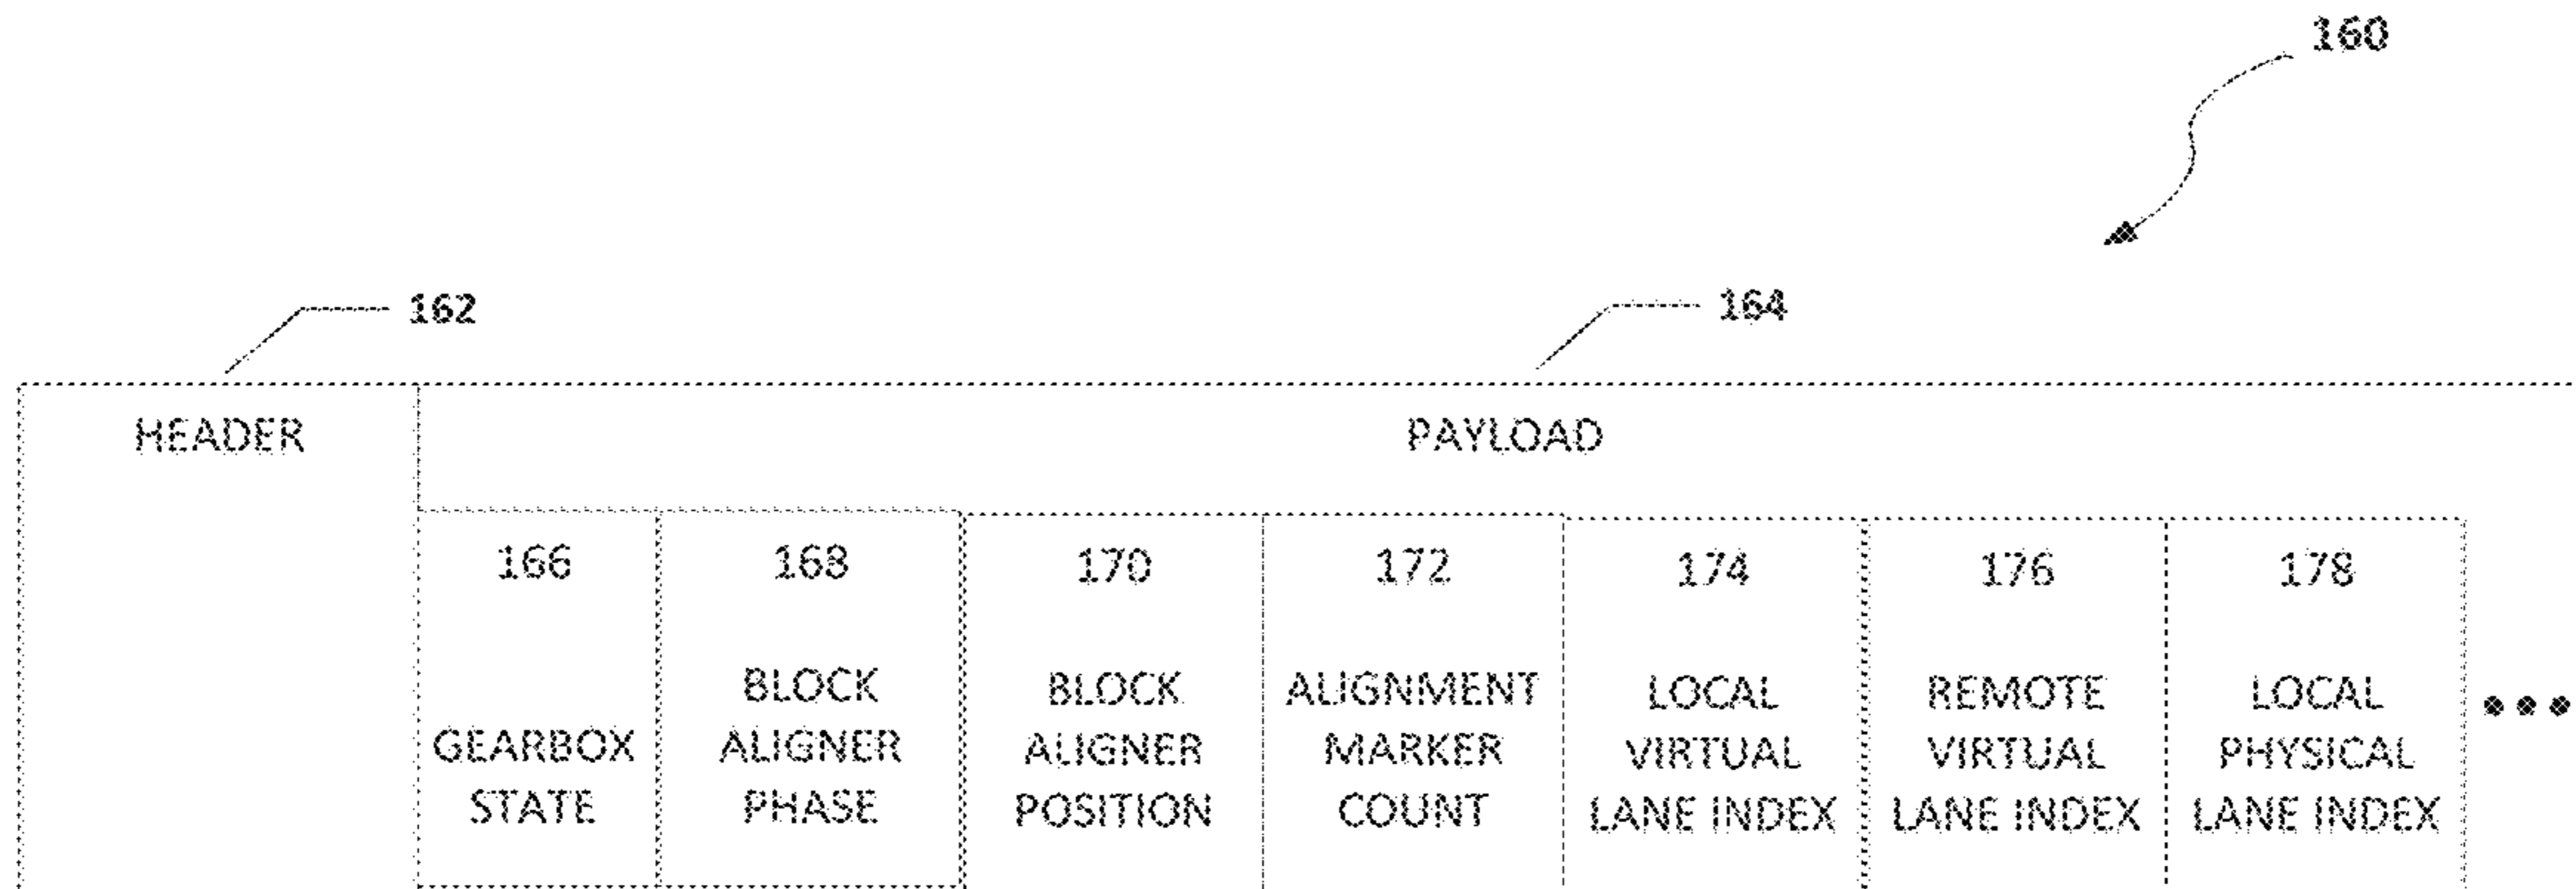 160
162
164
HEADER
PAYLOAD
166
GEARBOX
STATE
168
BLOCK
ALIGNER
PHASE
170
BLOCK
ALIGNER
POSITION
172
ALIGNMENT
MARKER
COUNT
174
LOCAL
VIRTUAL
LANE INDEX
176
REMOTE
VIRTUAL
LANE INDEX
178
LOCAL
PHYSICAL
LANE INDEX
•••